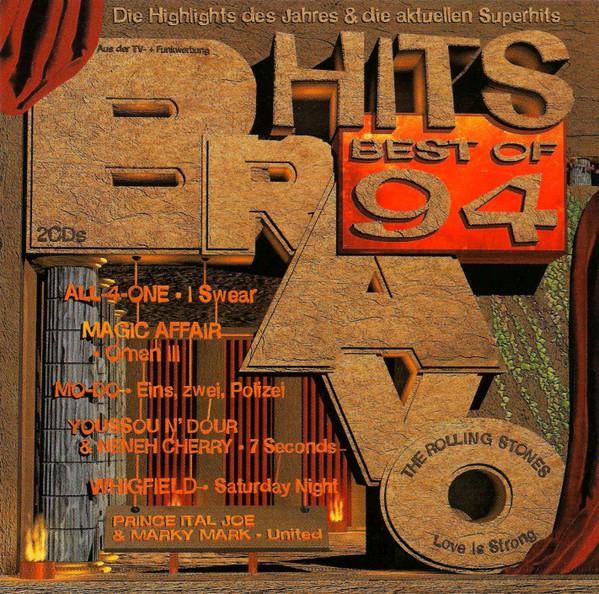 Die Highlights des Jahres & die aktuellen Superhits
Aus der TV- + Funkwerbung
HITS
BRAVO
BEST OF
94
2CDs
ALL-4-ONE • I Swear
MAGIC AFFAIR
• Omen III
MO-DO • Eins, zwei, Polizei
YOUSSOU N' DOUR
& NENEH CHERRY • 7 Seconds
WHIGFIELD • Saturday Night
PRINCE ITAL JOE
& MARKY MARK • United
THE ROLLING STONES
Love Is Strong